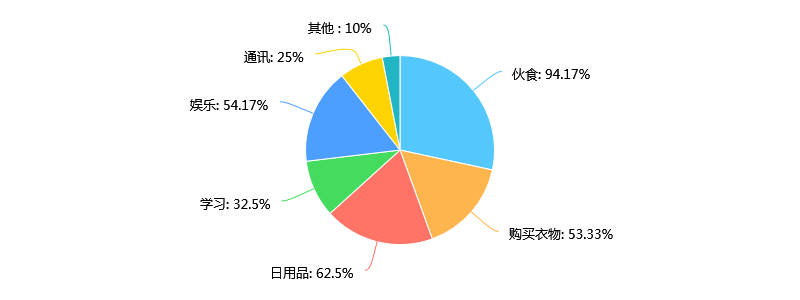 其他 : 10%
通讯: 25%
伙食: 94.17%
娱乐: 54.17%
学习: 32.5%
购买衣物: 53.33%
日用品: 62.5%